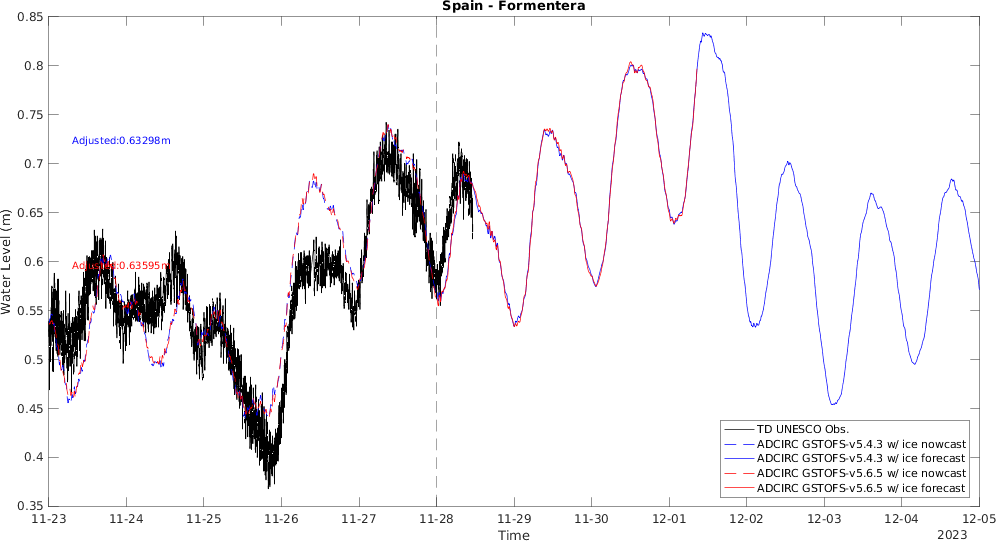 Spain - Formentera
0.85
0.8
0.75
0.7
0.65
0.6
0.55
0.5
0.45
0.4
0.35
Water Level (m)
Adjusted:0.63298m
Adjusted:0.63595m
TD UNESCO Obs.
ADCIRC GSTOFS-v5.4.3 w/ ice nowcast
ADCIRC GSTOFS-v5.4.3 w/ ice forecast
ADCIRC GSTOFS-v5.6.5 w/ ice nowcast
ADCIRC GSTOFS-v5.6.5 w/ ice forecast
11-23 11-24 11-25 11-26 11-27 11-28 11-29 11-30 12-01 12-02 12-03 12-04 12-05
Time
2023